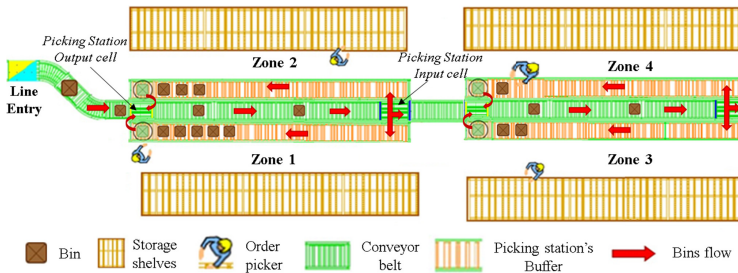 Picking Station
Output cell
Zone 2
Picking Station
Input cell
Zone 4
Line
Entry
Zone 1
Zone 3
Bin
Storage
shelves
Order
picker
Conveyor
belt
Picking station's
Buffer
Bins flow